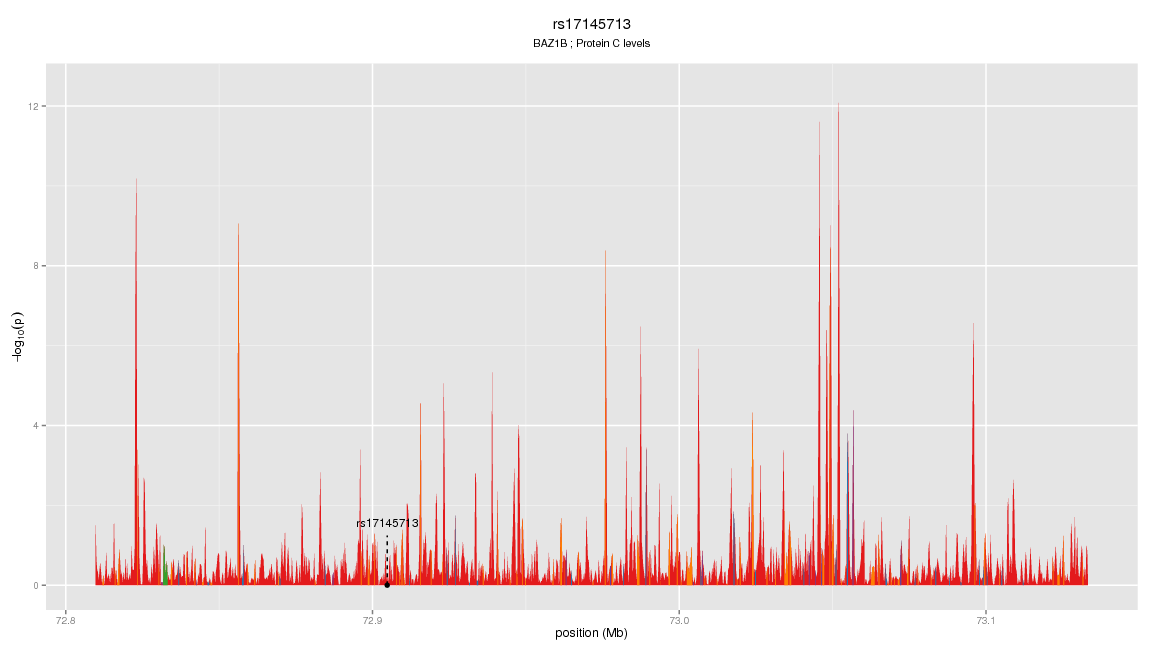 rs17145713
BAZ1B ; Protein C levels
12
8
4
0
−log10(p)
rs17145713
72.8
72.9
73.0
73.1
position (Mb)